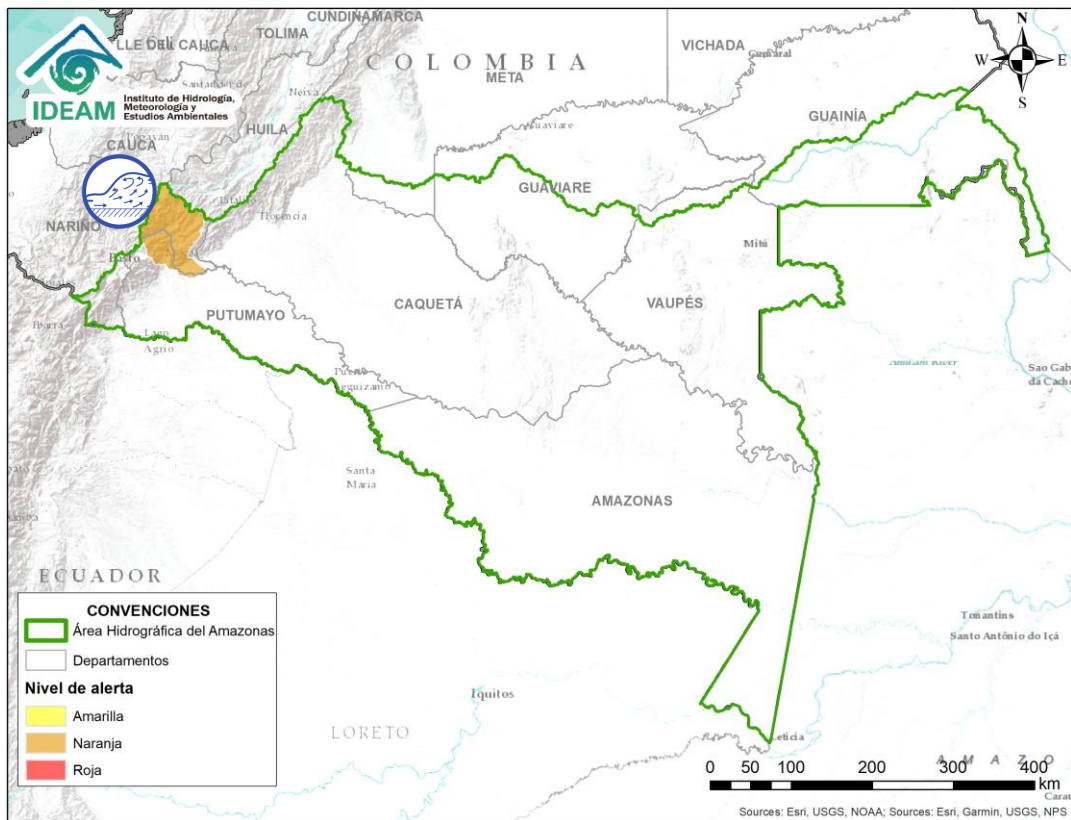 CUNDINAMARCA
TOLIMA
LLE DEL CAUCA
COLOMBIA
META
VICHADA
N
W
E
S
IDEAM
Instituto de Hidrología,
Meteorología y
Estudios Ambientales
Neiva
HUILA
GUAINÍA
CAUCA
GUAVIARE
Florencia
NARIÑO
Pasto
Mitú
CAQUETÁ
VAUPÉS
PUTUMAYO
Ibarra
Lago
Agrio
Sao Gab
da Cacho
Santa
Maria
AMAZONAS
ECUADOR
CONVENCIONES
Área Hidrográfica del Amazonas
Departamentos
Nivel de alerta
Amarilla
Naranja
Roja
Tonantins
Santo Antônio do Içá
Iquitos
LORETO
Leticia
A M A Z O
0 50 100 200 300 400
km
Carau
Sources: Esri, USGS, NOAA; Sources: Esri, Garmin, USGS, NPS